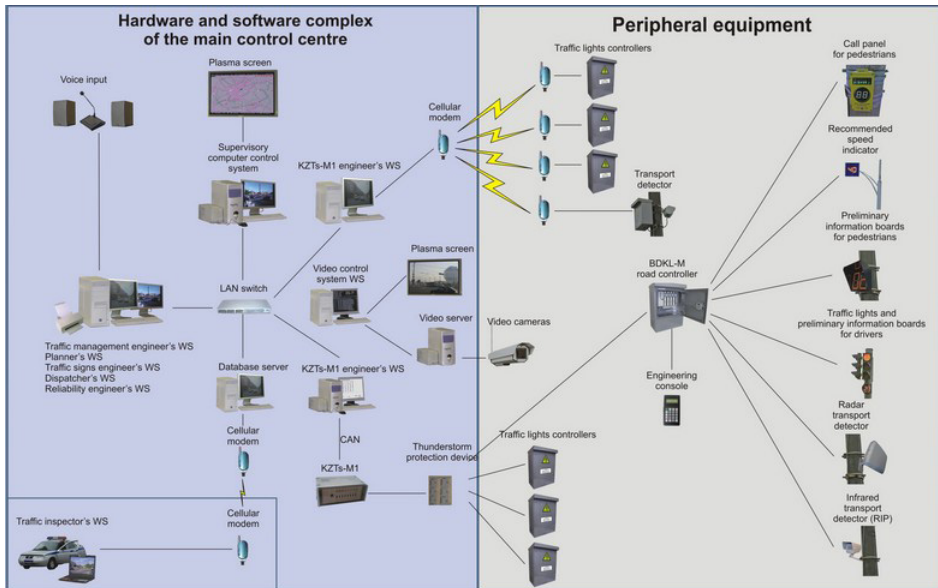 Hardware and software complex
of the main control centre
Peripheral equipment
Voice input
Plasma screen
Supervisory
computer control
system
KZTs-M1 engineer's WS
Cellular
modem
Traffic lights controllers
Transport
detector
Call panel
for pedestrians
Recommended
speed
indicator
Preliminary
information boards
for pedestrians
LAN switch
Video control
system WS
Plasma screen
Video server
Video cameras
BDKL-M
road controller
Traffic lights and
preliminary information boards
for drivers
Traffic management engineer's WS
Planner's WS
Traffic signs engineer's WS
Dispatcher's WS
Reliability engineer's WS
Database server
KZTs-M1 engineer's WS
Engineering
console
Radar
transport
detector
Cellular
modem
CAN
KZTs-M1
Thunderstorm
protection device
Traffic lights controllers
Infrared
transport
detector (RIP)
Traffic inspector's WS
Cellular
modem